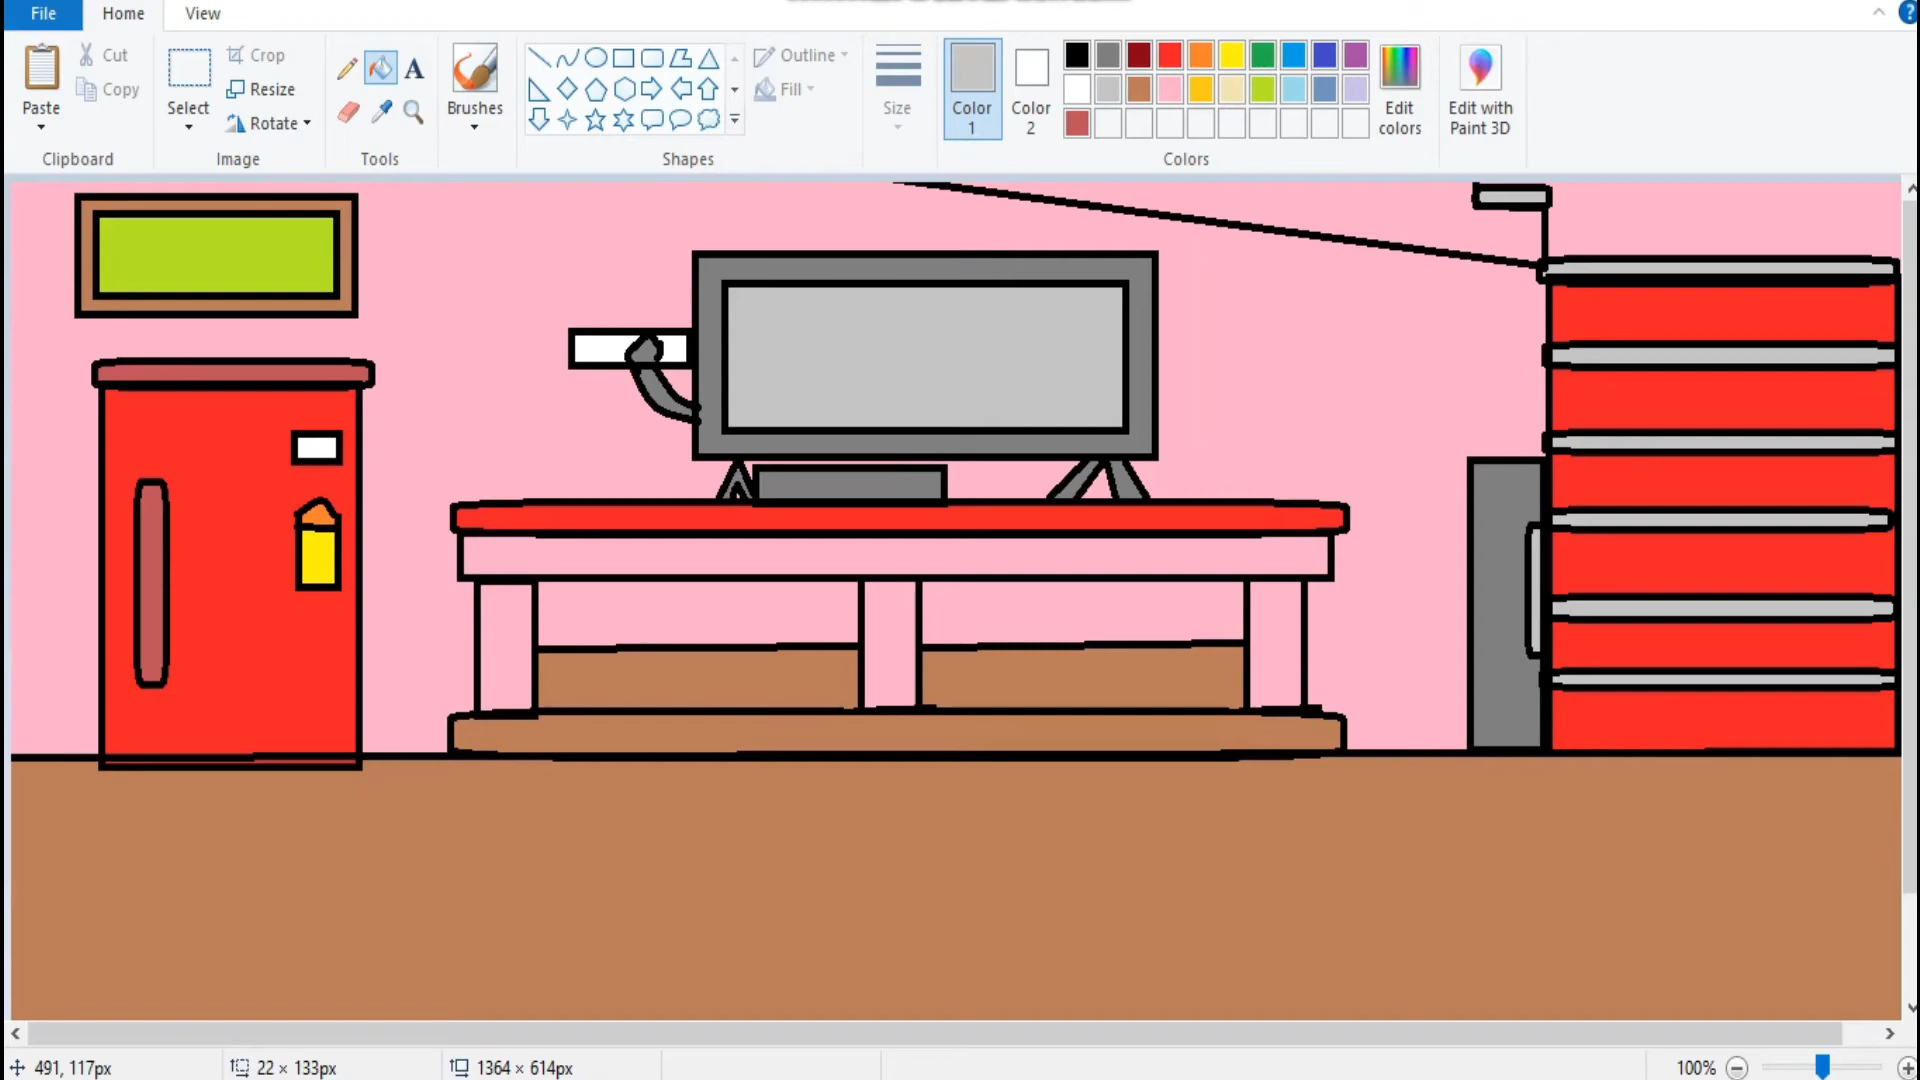 File Home View
Paste
Cut
Copy
Clipboard
Select
Crop
Resize
Rotate
Image
A
Tools
Brushes
Shapes
Outline
Fill
Size
Color
1
Color
2
Colors
Edit
colors
Edit with
Paint 3D
?
491, 117px
22 × 133px
1364 × 614px
100%